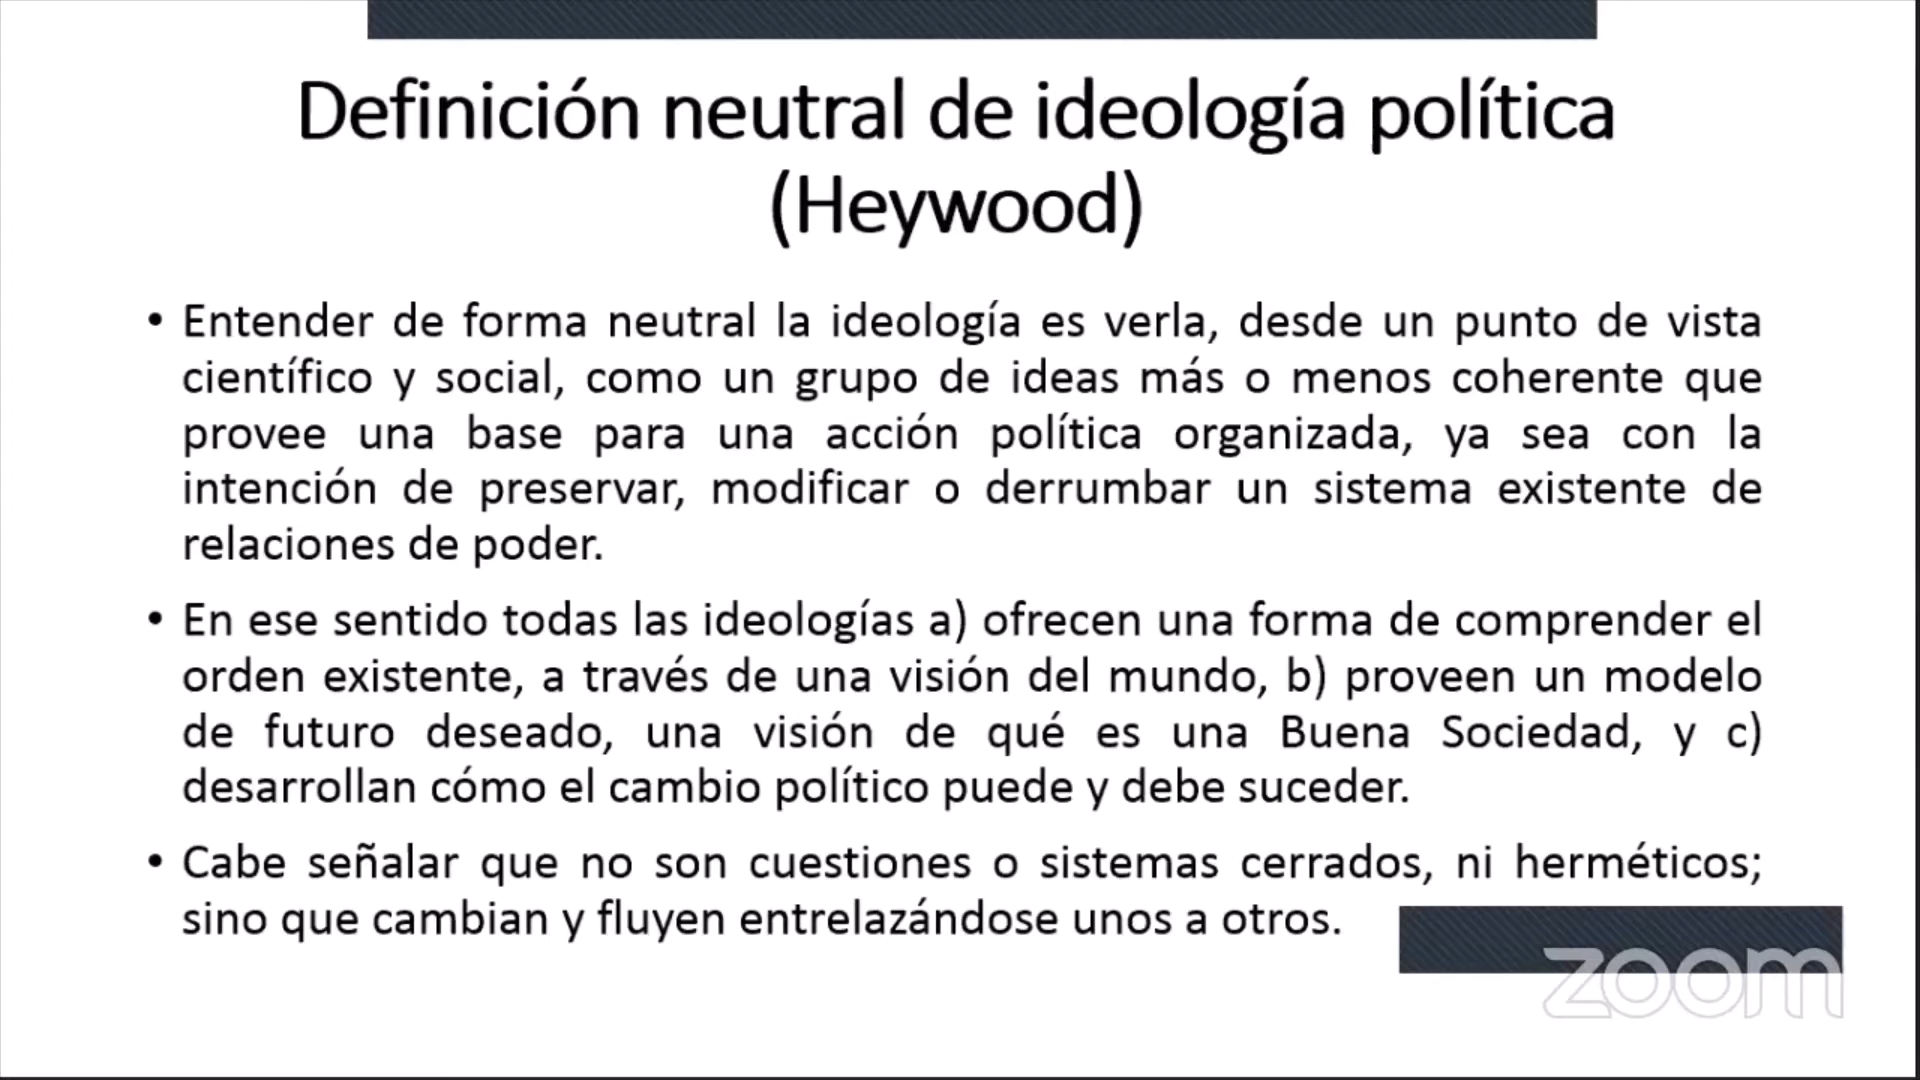 Definición neutral de ideología política
(Heywood)
• Entender de forma neutral la ideología es verla, desde un punto de vista
científico y social, como un grupo de ideas más o menos coherente que
provee una base para una acción política organizada, ya sea con la
intención de preservar, modificar o derrumbar un sistema existente de
relaciones de poder.
• En ese sentido todas las ideologías a) ofrecen una forma de comprender el
orden existente, a través de una visión del mundo, b) proveen un modelo
de futuro deseado, una visión de qué es una Buena Sociedad, y c)
desarrollan cómo el cambio político puede y debe suceder.
• Cabe señalar que no son cuestiones o sistemas cerrados, ni herméticos;
sino que cambian y fluyen entrelazándose unos a otros.
zoom